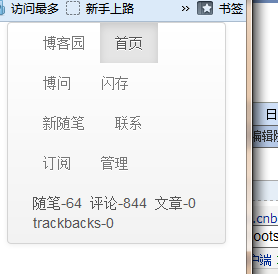 访问最多 新手上路 » 书签
博客园 首页
博问 闪存
新随笔 联系
订阅 管理
随笔-64 评论-844 文章-0
trackbacks-0
日
编辑
.cnb
oots
户端